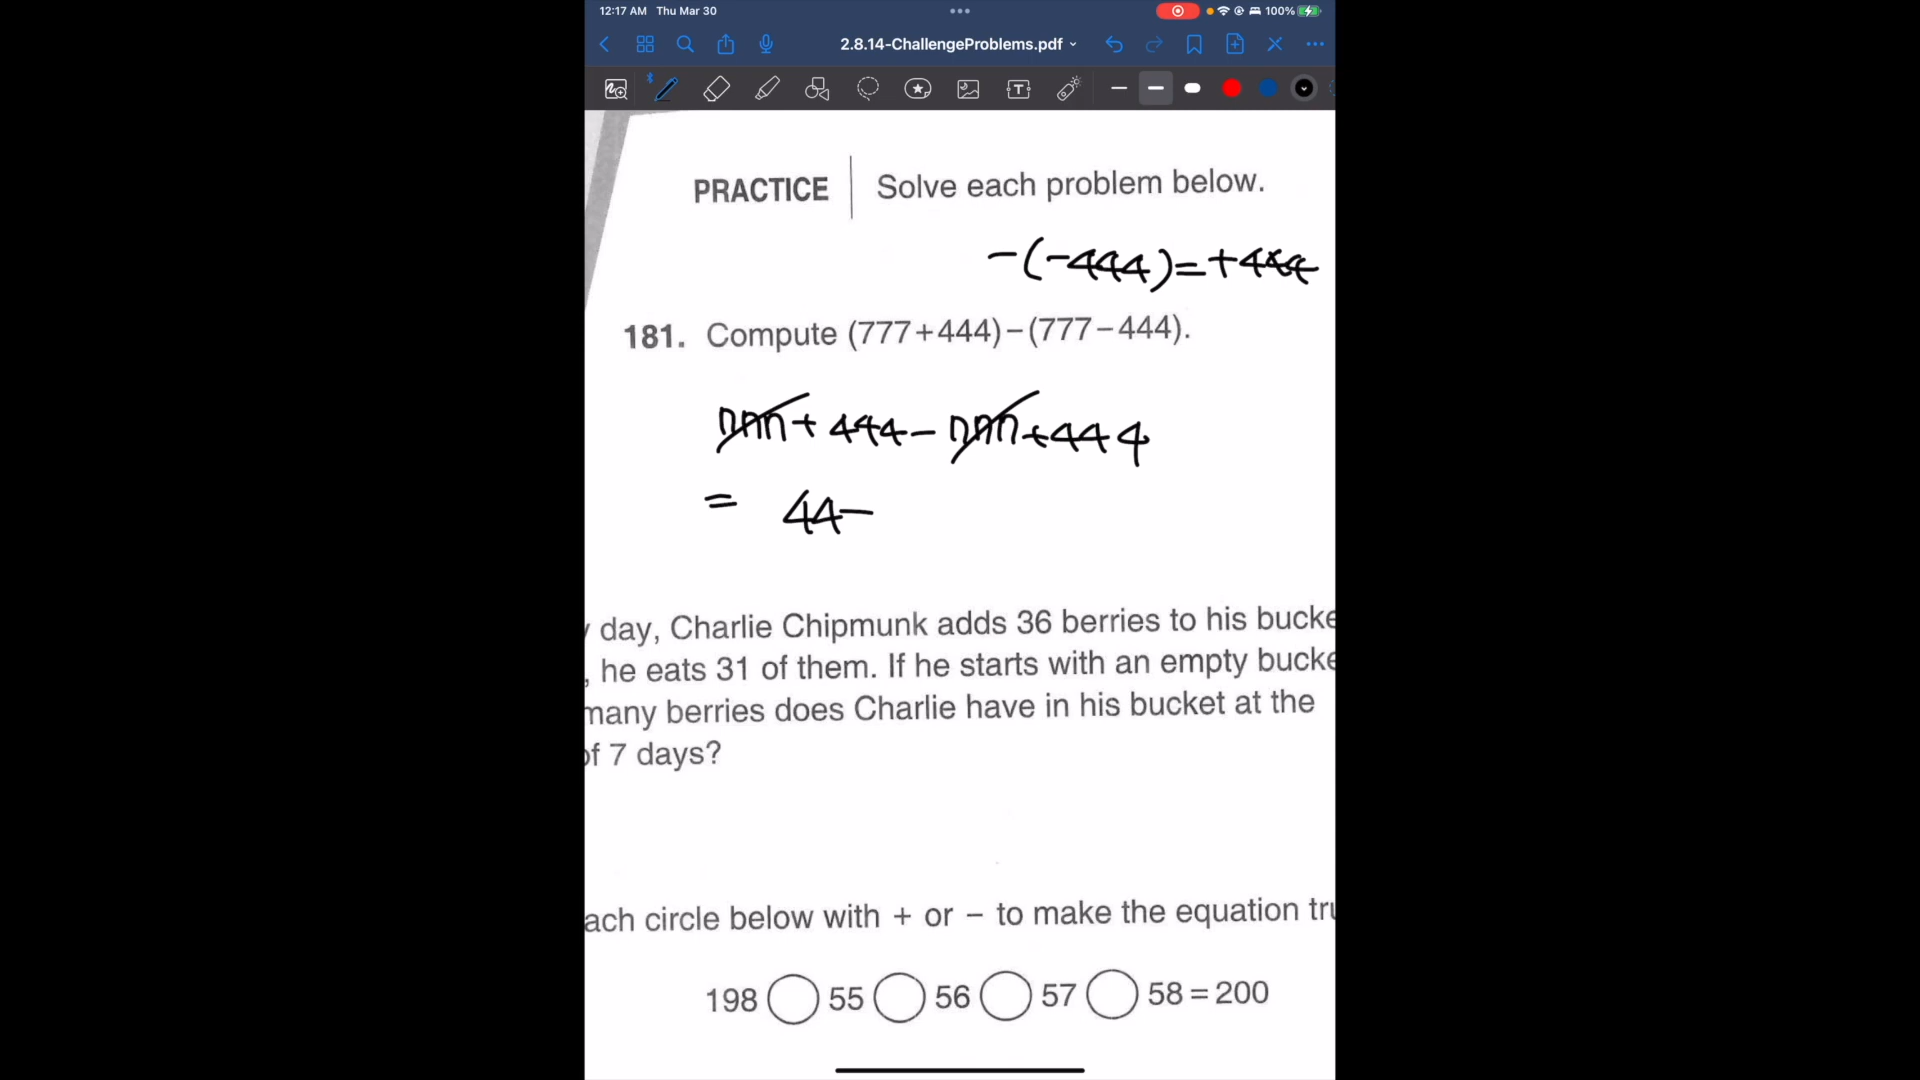 12:17 AM Thu Mar 30
100%
2.8.14-ChallengeProblems.pdf
PRACTICE Solve each problem below.
-(-444)=+444
181. Compute (777+444)−(777−444).
777+444-777+444
= 44
day, Charlie Chipmunk adds 36 berries to his bucke
, he eats 31 of them. If he starts with an empty bucke
many berries does Charlie have in his bucket at the
of 7 days?
ach circle below with + or − to make the equation tru
198 ◯ 55 ◯ 56 ◯ 57 ◯ 58=200